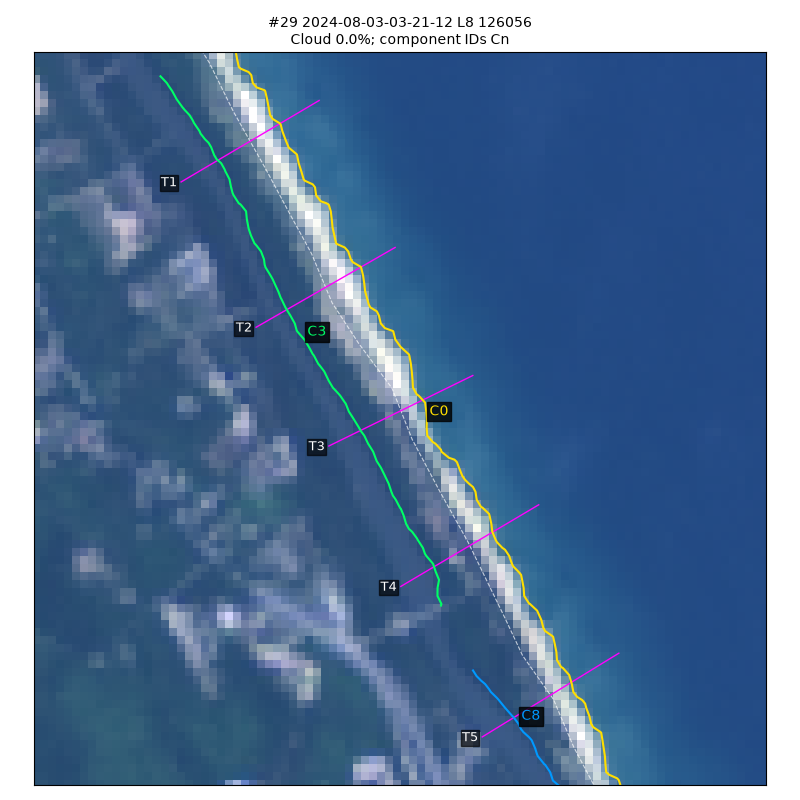 #29 2024-08-03-03-21-12 L8 126056
Cloud 0.0%; component IDs Cn
T1
T2
C3
C0
T3
T4
C8
T5